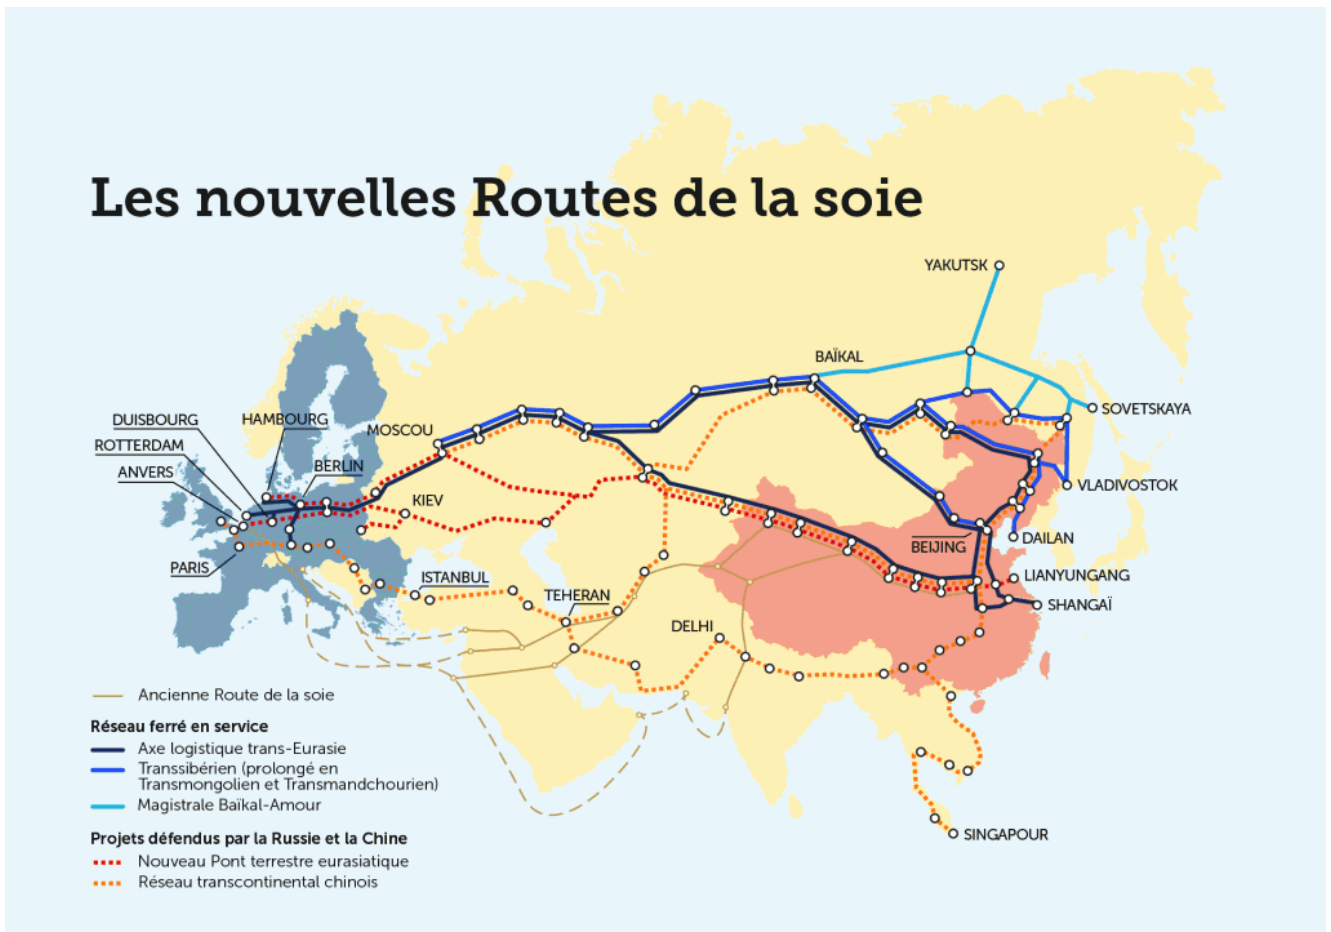 Les nouvelles Routes de la soie
YAKUTSK
BAÏKAL
SOVETSKAYA
DUISBOURG
HAMBOURG
MOSCOU
ROTTERDAM
ANVERS
BERLIN
KIEV
VLADIVOSTOK
BEIJING
DAILAN
PARIS
ISTANBUL
LIANYUNGANG
TEHERAN
SHANGAÏ
DELHI
Ancienne Route de la soie
Réseau ferré en service
Axe logistique trans-Eurasie
Transsibérien (prolongé en
Transmongolien et Transmandchourien)
Magistrale Baïkal-Amour
SINGAPOUR
Projets défendus par la Russie et la Chine
Nouveau Pont terrestre eurasiatique
Réseau transcontinental chinois